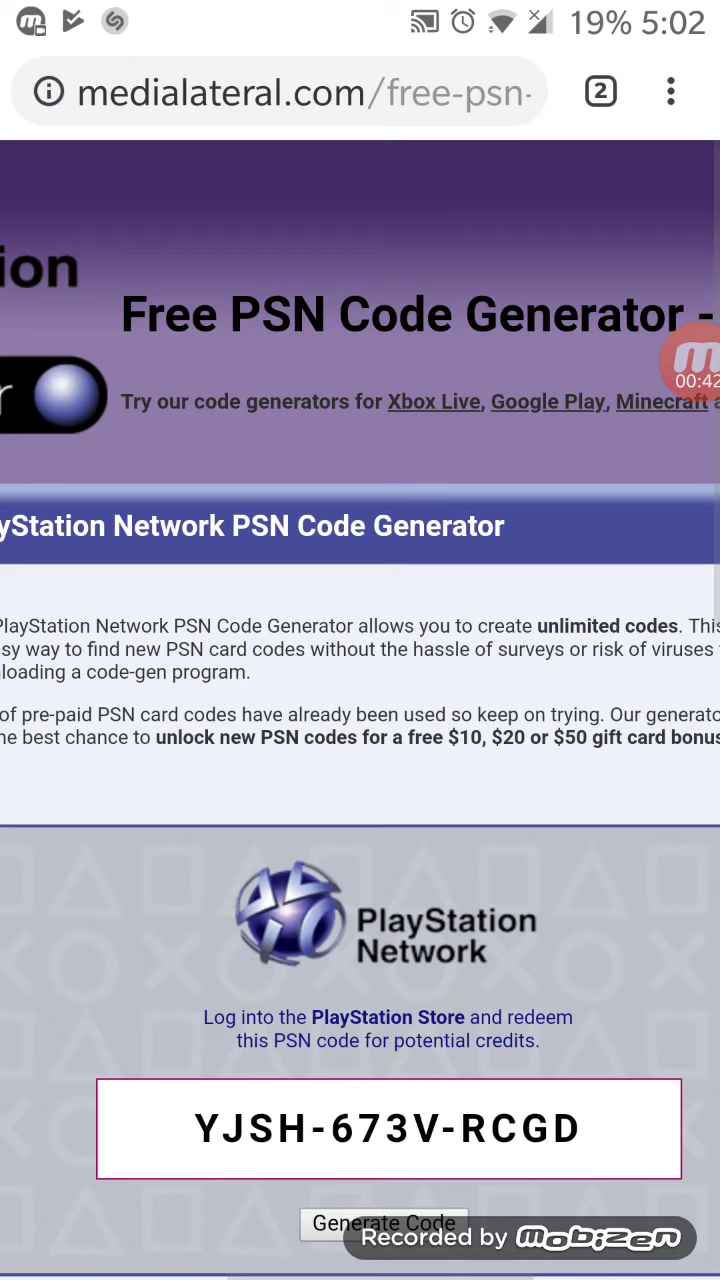 19% 5:02
medialateral.com/free-psn-
2
ion
Free PSN Code Generator -
00:42
r
Try our code generators for Xbox Live, Google Play, Minecraft a
yStation Network PSN Code Generator
PlayStation Network PSN Code Generator allows you to create unlimited codes. This
sy way to find new PSN card codes without the hassle of surveys or risk of viruses
loading a code-gen program.
of pre-paid PSN card codes have already been used so keep on trying. Our generato
he best chance to unlock new PSN codes for a free $10, $20 or $50 gift card bonus
PlayStation
Network
Log into the PlayStation Store and redeem
this PSN code for potential credits.
YJSH-673V-RCGD
Generate Code
Recorded by mobizen